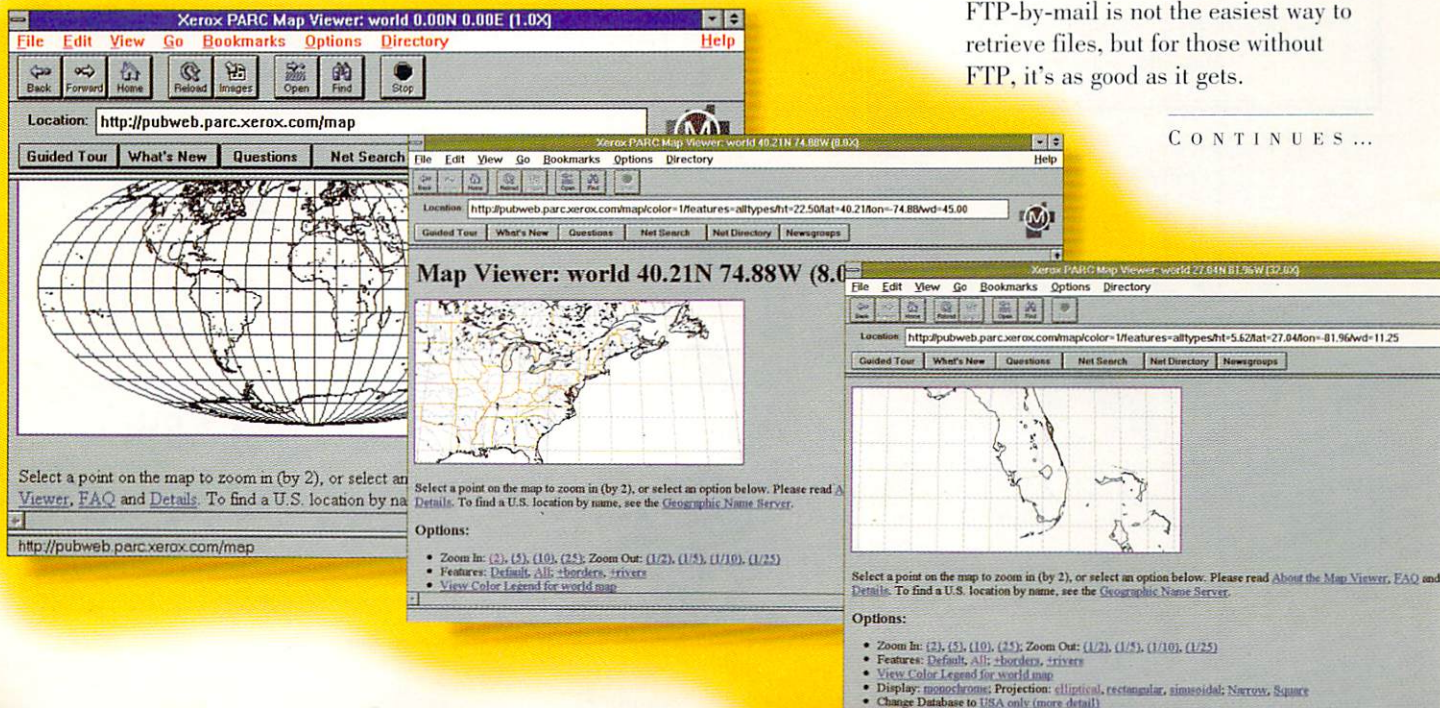 FTP-by-mail is not the easiest way to
retrieve files, but for those without
FTP, it's as good as it gets.
CONTINUES...
Xerox PARC Map Viewer: world 0.00N 0.00E (1.0X)
File Edit View Go Bookmarks Options Directory Help
Back Forward Home Reload Images Open Find Stop
Location: http://pubweb.parc.xerox.com/map
M
Guided Tour What's New Questions Net Search
Select a point on the map to zoom in (by 2), or select an
Viewer, FAQ and Details. To find a U.S. location by na
http://pubweb.parc.xerox.com/map
Xerox PARC Map Viewer: world 40.21N 74.88W (8.0X)
File Edit View Go Bookmarks Options Directory Help
Back Home Reload Open Find
Location: http://pubweb.parc.xerox.com/map/color=1/features=alltypes/ht=22.50/lat=40.21/lon=-74.88/wd=45.00
M
Guided Tour What's New Questions Net Search Net Directory Newsgroups
Map Viewer: world 40.21N 74.88W (8.0
Select a point on the map to zoom in (by 2), or select an option below. Please read A
Details. To find a U.S. location by name, see the Geographic Name Server.
Options:
Zoom In: (2), (5), (10), (25); Zoom Out: (1/2), (1/5), (1/10), (1/25)
Features: Default, All; +borders, +rivers
View Color Legend for world map
Xerox PARC Map Viewer: world 27.04N 81.96W (32.0X)
File Edit View Go Bookmarks Options Directory
Back Home Reload Open Find
Location: http://pubweb.parc.xerox.com/map/color=1/features=alltypes/ht=5.62/lat=27.04/lon=-81.96/wd=11.25
Guided Tour What's New Questions Net Search Net Directory Newsgroups
Select a point on the map to zoom in (by 2), or select an option below. Please read About the Map Viewer, FAQ and
Details. To find a U.S. location by name, see the Geographic Name Server.
Options:
Zoom In: (2), (5), (10), (25); Zoom Out: (1/2), (1/5), (1/10), (1/25)
Features: Default, All; +borders, +rivers
View Color Legend for world map
Display: monochrome; Projection: elliptical, rectangular, sinusoidal; Narrow, Square
Change Database to USA only (more detail)